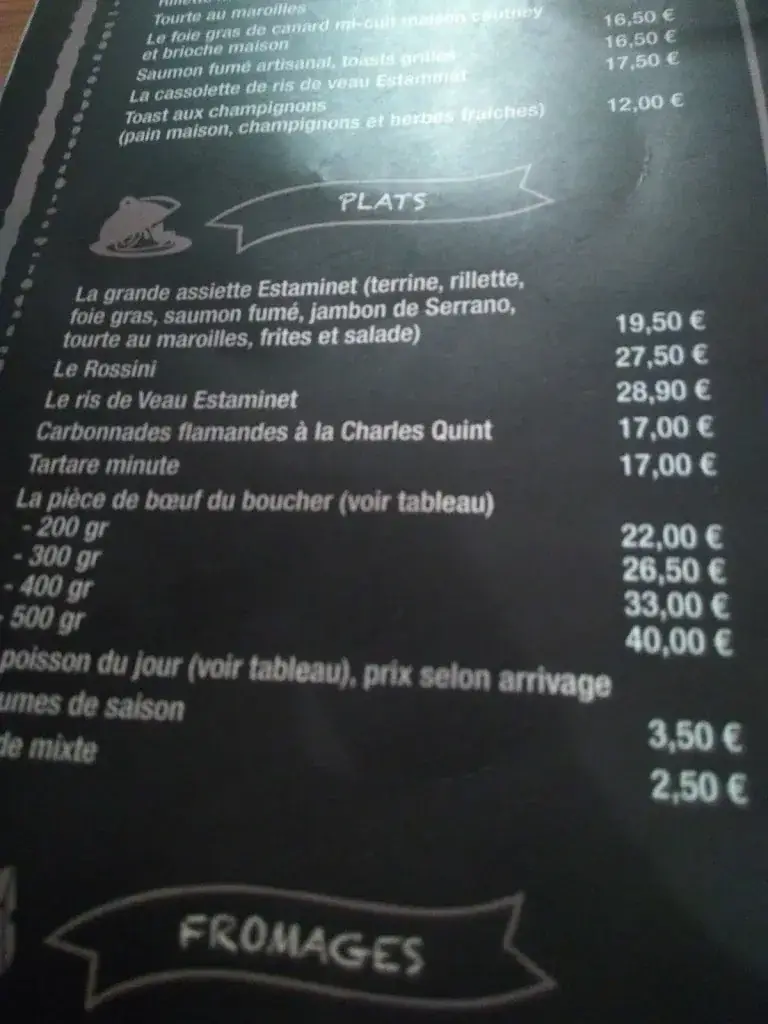 Tourte au maroilles
Le foie gras de canard mi-cuit maison chutney 16,50 €
et brioche maison
Saumon fumé artisanal, toasts grillés 16,50 €
La cassolette de ris de veau Estaminet 17,50 €
Toast aux champignons
(pain maison, champignons et herbes fraîches) 12,00 €
PLATS
La grande assiette Estaminet (terrine, rillette,
foie gras, saumon fumé, jambon de Serrano,
tourte au maroilles, frites et salade) 19,50 €
Le Rossini 27,50 €
Le ris de Veau Estaminet 28,90 €
Carbonnades flamandes à la Charles Quint 17,00 €
Tartare minute 17,00 €
La pièce de bœuf du boucher (voir tableau)
- 200 gr 22,00 €
- 300 gr 26,50 €
- 400 gr 33,00 €
- 500 gr 40,00 €
poisson du jour (voir tableau), prix selon arrivage
umes de saison 3,50 €
de mixte 2,50 €
FROMAGES